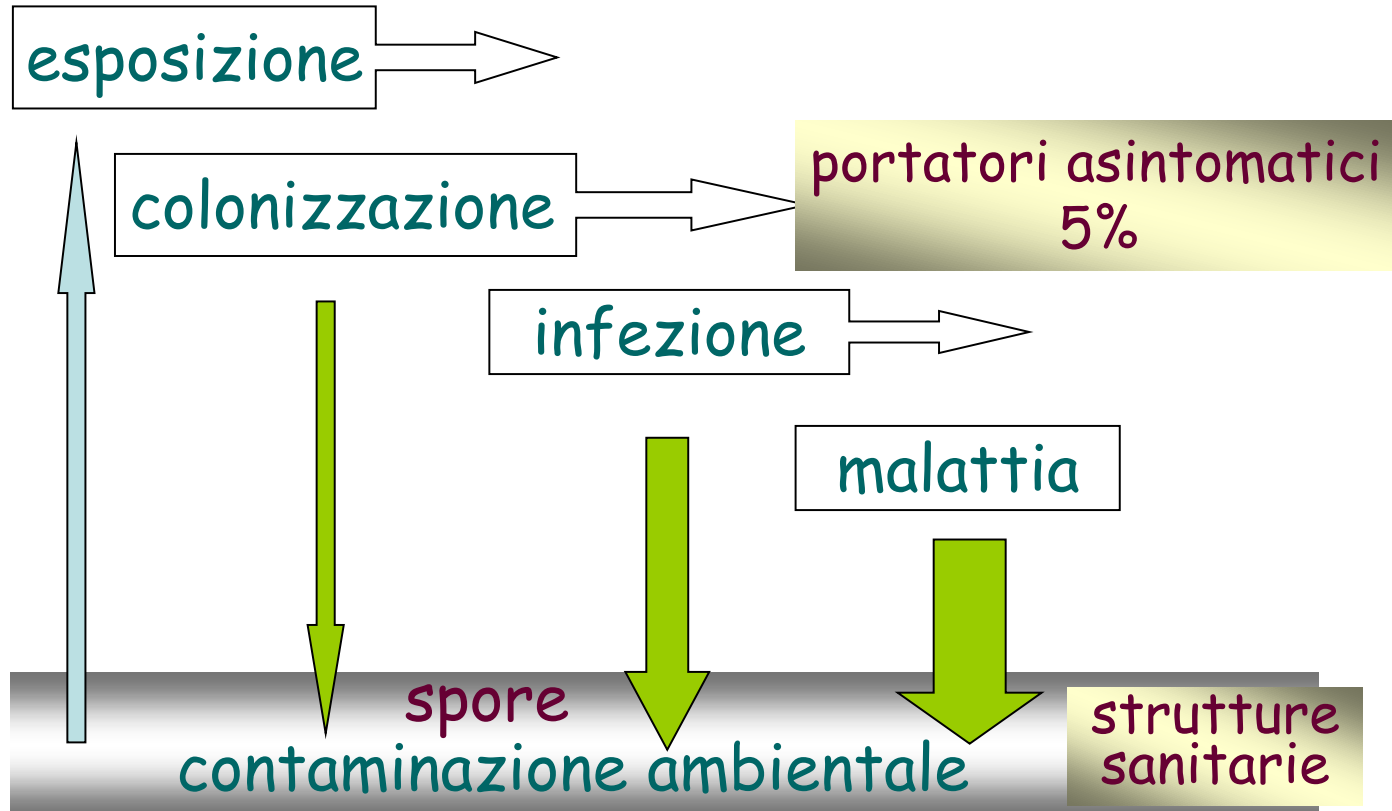 esposizione
colonizzazione
portatori asintomatici
5%
infezione
malattia
spore
contaminazione ambientale
strutture
sanitarie